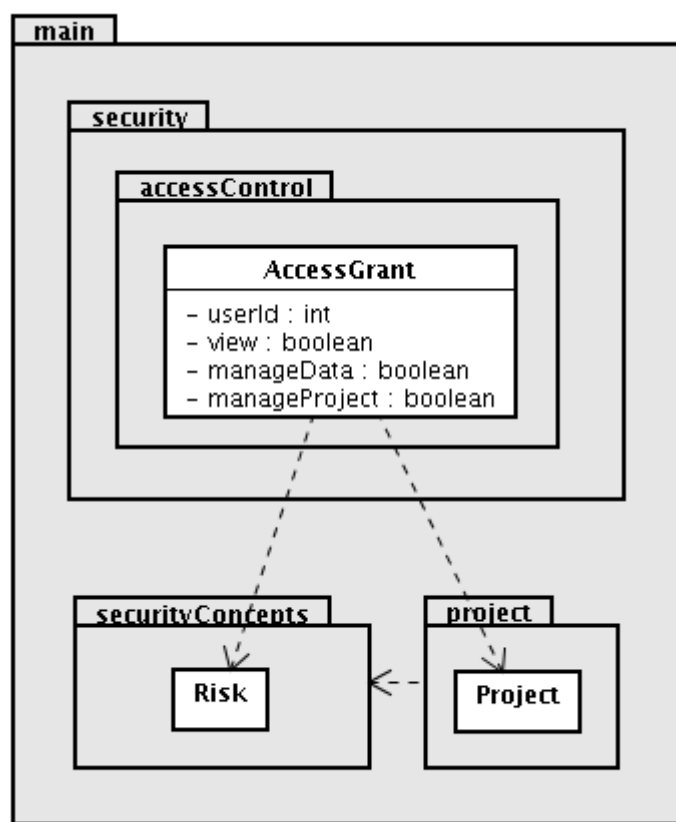 main
security
accessControl
AccessGrant
- userId : int
- view : boolean
- manageData : boolean
- manageProject : boolean
securityConcepts
project
Risk
Project